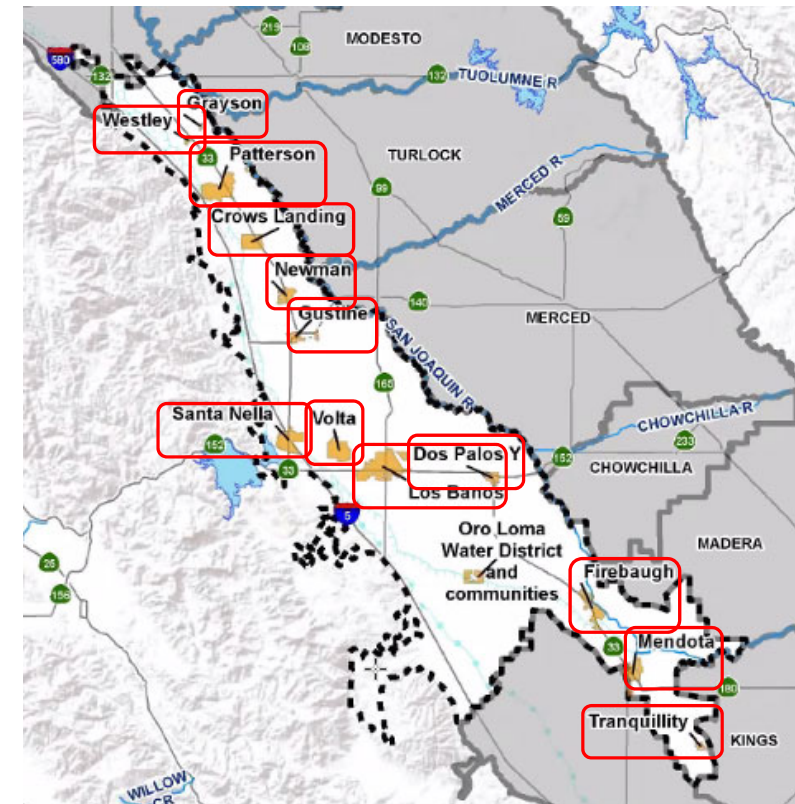 219
MODESTO
108
580
132
132
TUOLUMNE R
Grayson
Westley
33
Patterson
TURLOCK
99
MERCED R
Crows Landing
59
Newman
140
Gustine
MERCED
SAN JOAQUIN R
165
Santa Nella
Volta
CHOWCHILLA R
152
233
Dos Palos Y
152
33
CHOWCHILLA
Los Banos
5
Oro Loma
Water District
and
communities
MADERA
25
Firebaugh
156
33
Mendota
180
Tranquillity
KINGS
WILLOW
CR